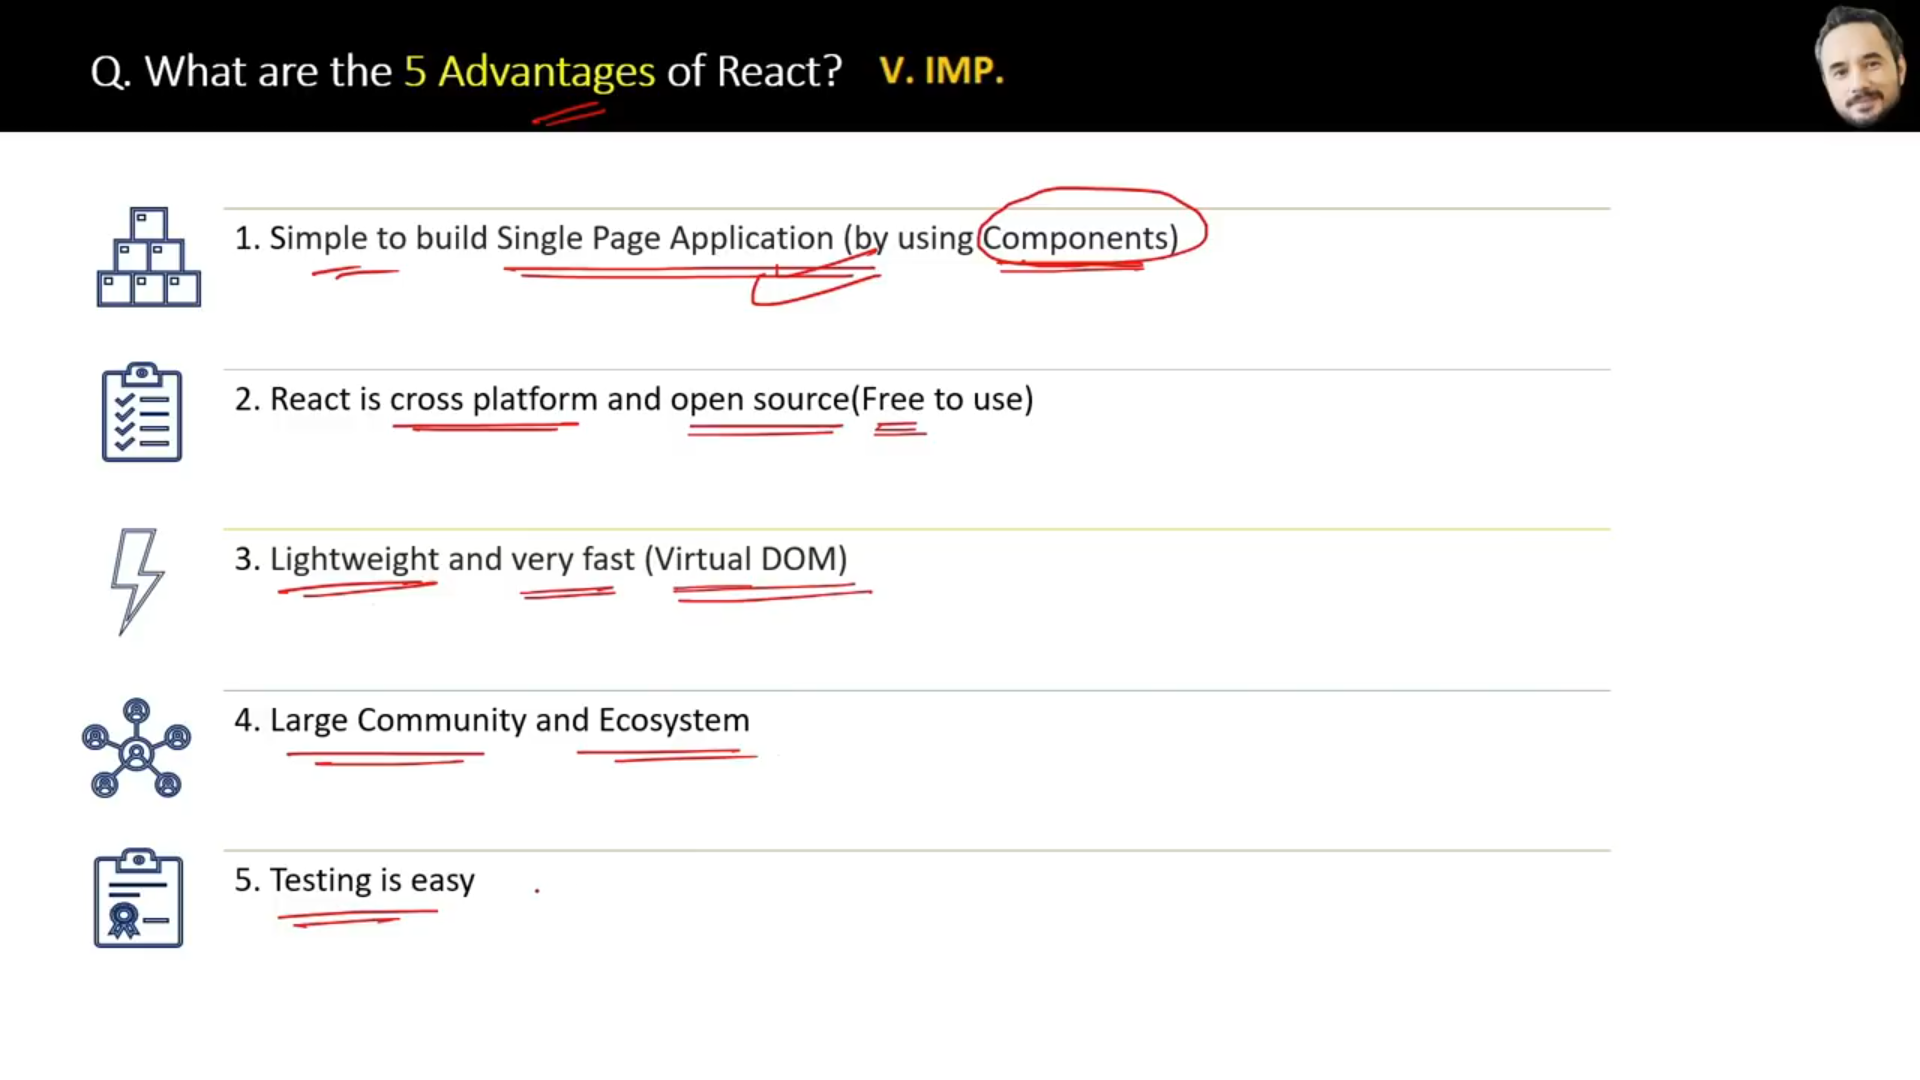 Q. What are the 5 Advantages of React? V. IMP.
1. Simple to build Single Page Application (by using Components)
2. React is cross platform and open source(Free to use)
3. Lightweight and very fast (Virtual DOM)
4. Large Community and Ecosystem
5. Testing is easy